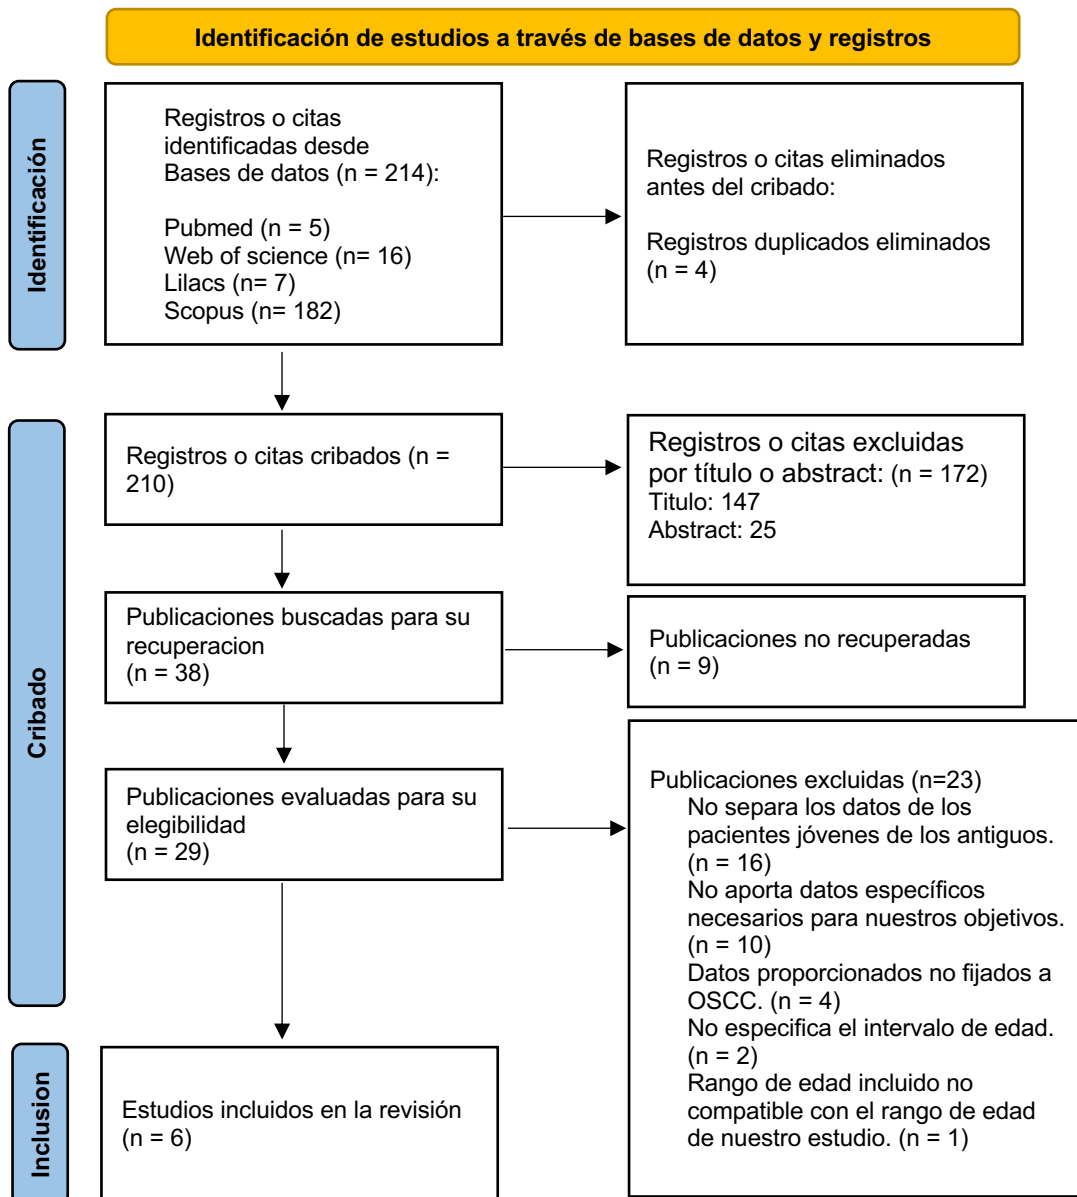 Identificación de estudios a través de bases de datos y registros
Identificación
Registros o citas
identificadas desde
Bases de datos (n = 214):
Pubmed (n = 5)
Web of science (n= 16)
Lilacs (n= 7)
Scopus (n= 182)
Registros o citas eliminados
antes del cribado:
Registros duplicados eliminados
(n = 4)
Cribado
Registros o citas cribados (n =
210)
Registros o citas excluidas
por título o abstract: (n = 172)
Titulo: 147
Abstract: 25
Publicaciones buscadas para su
recuperacion
(n = 38)
Publicaciones no recuperadas
(n = 9)
Publicaciones evaluadas para su
elegibilidad
(n = 29)
Publicaciones excluidas (n=23)
No separa los datos de los
pacientes jóvenes de los antiguos.
(n = 16)
No aporta datos específicos
necesarios para nuestros objetivos.
(n = 10)
Datos proporcionados no fijados a
OSCC. (n = 4)
No especifica el intervalo de edad.
(n = 2)
Rango de edad incluido no
compatible con el rango de edad
de nuestro estudio. (n = 1)
Inclusion
Estudios incluidos en la revisión
(n = 6)